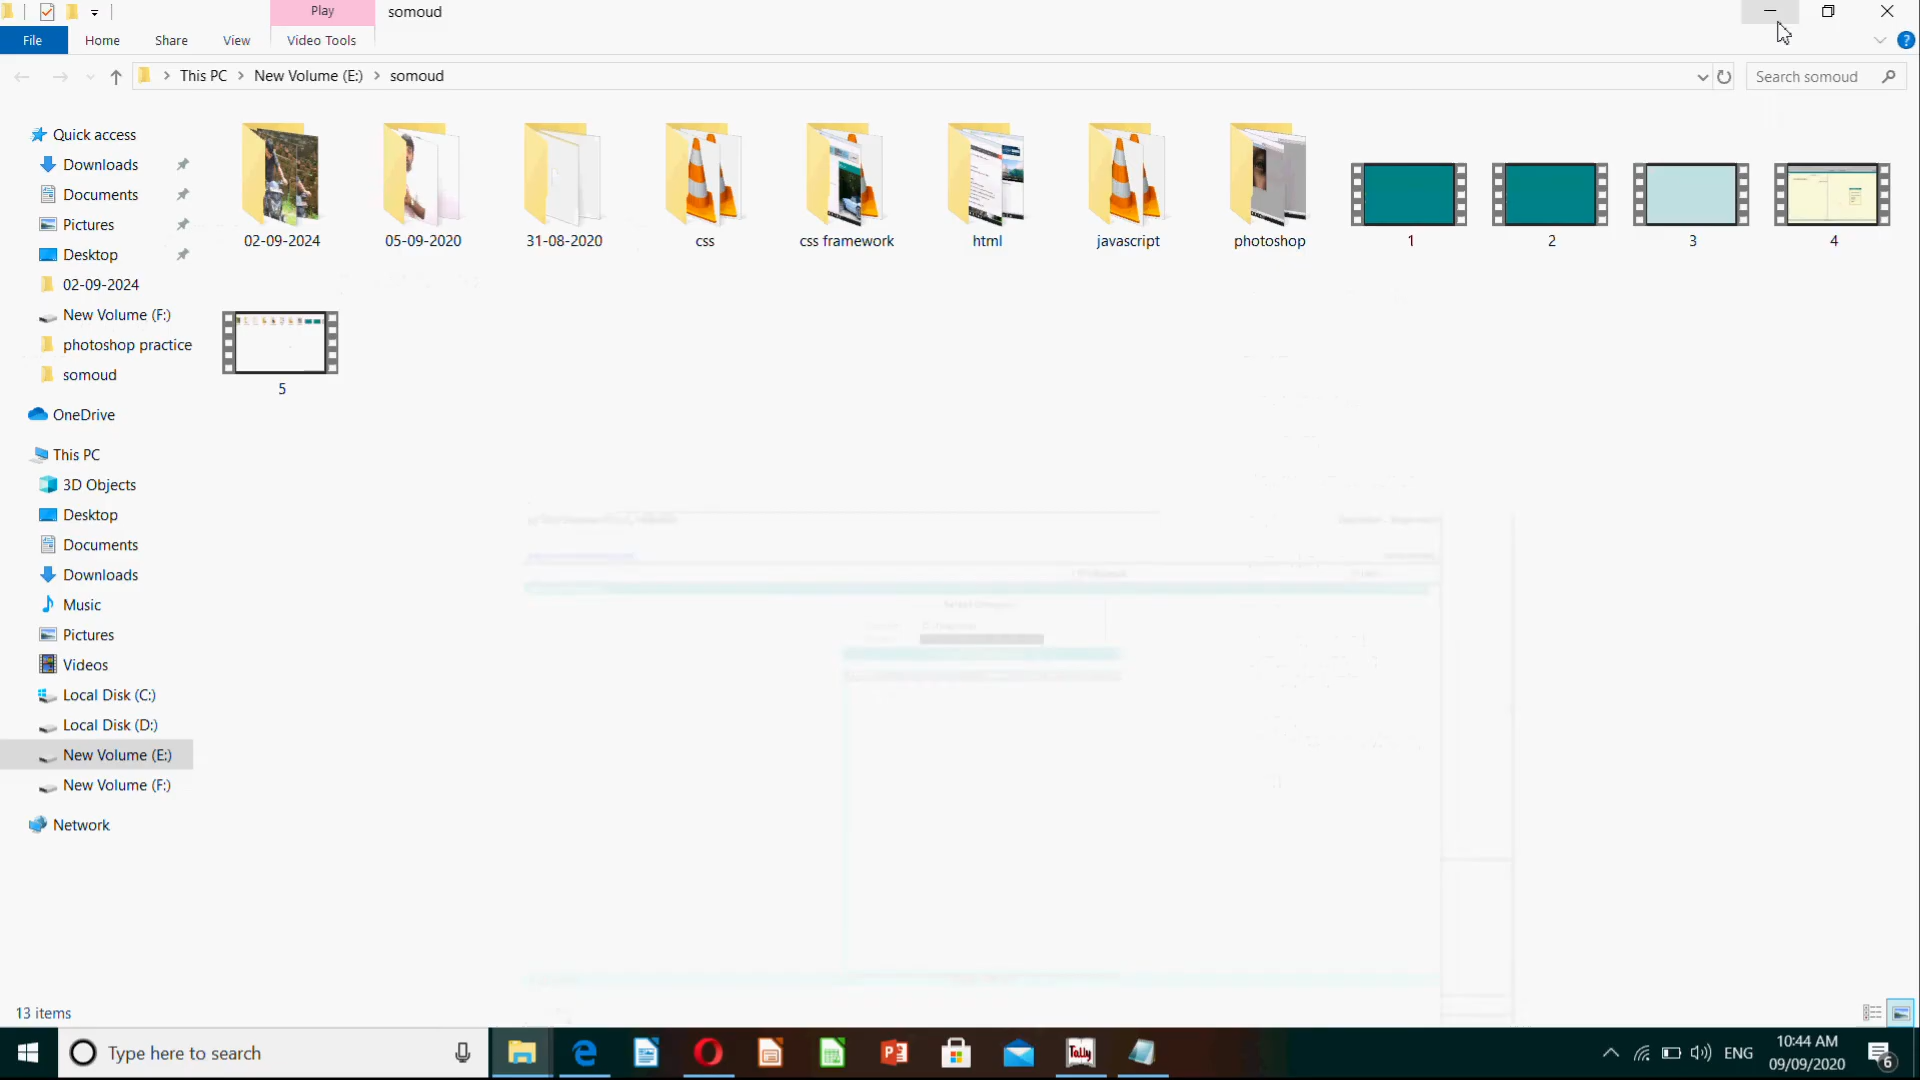 Play
somoud
File
Home
Share
View
Video Tools
This PC
New Volume (E:)
somoud
Search somoud
Quick access
Downloads
Documents
Pictures
Desktop
02-09-2024
New Volume (F:)
photoshop practice
somoud
OneDrive
This PC
3D Objects
Desktop
Documents
Downloads
Music
Pictures
Videos
Local Disk (C:)
Local Disk (D:)
New Volume (E:)
New Volume (F:)
Network
02-09-2024
05-09-2020
31-08-2020
css
css framework
html
javascript
photoshop
1
2
3
4
5
13 items
Type here to search
Tally
ENG
10:44 AM
09/09/2020
6